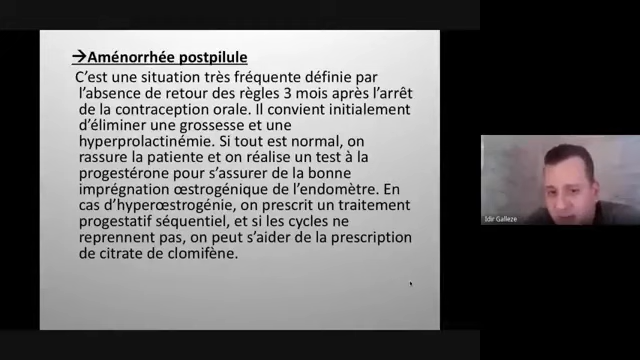 →Aménorrhée postpilule
C’est une situation très fréquente définie par
l’absence de retour des règles 3 mois après l’arrêt
de la contraception orale. Il convient initialement
d’éliminer une grossesse et une
hyperprolactinémie. Si tout est normal, on
rassure la patiente et on réalise un test à la
progestérone pour s’assurer de la bonne
imprégnation œstrogénique de l’endomètre. En
cas d’hyperœstrogénie, on prescrit un traitement
progestatif séquentiel, et si les cycles ne
reprennent pas, on peut s’aider de la prescription
de citrate de clomifène.
Idir Galleze